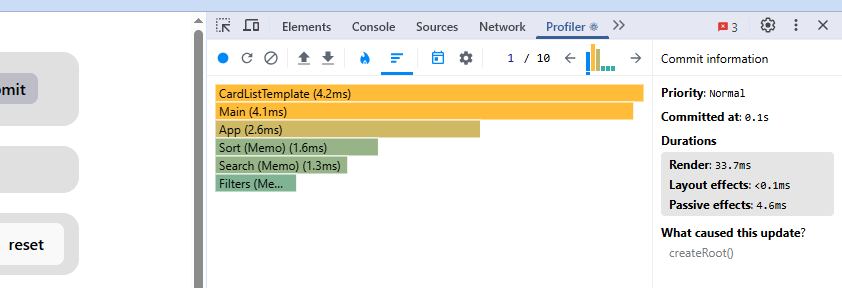 Elements Console Sources Network Profiler 3
1 / 10
mit
reset
CardListTemplate (4.2ms)
Main (4.1ms)
App (2.6ms)
Sort (Memo) (1.6ms)
Search (Memo) (1.3ms)
Filters (Me...
Commit information
Priority: Normal
Committed at: 0.1s
Durations
Render: 33.7ms
Layout effects: <0.1ms
Passive effects: 4.6ms
What caused this update?
createRoot()